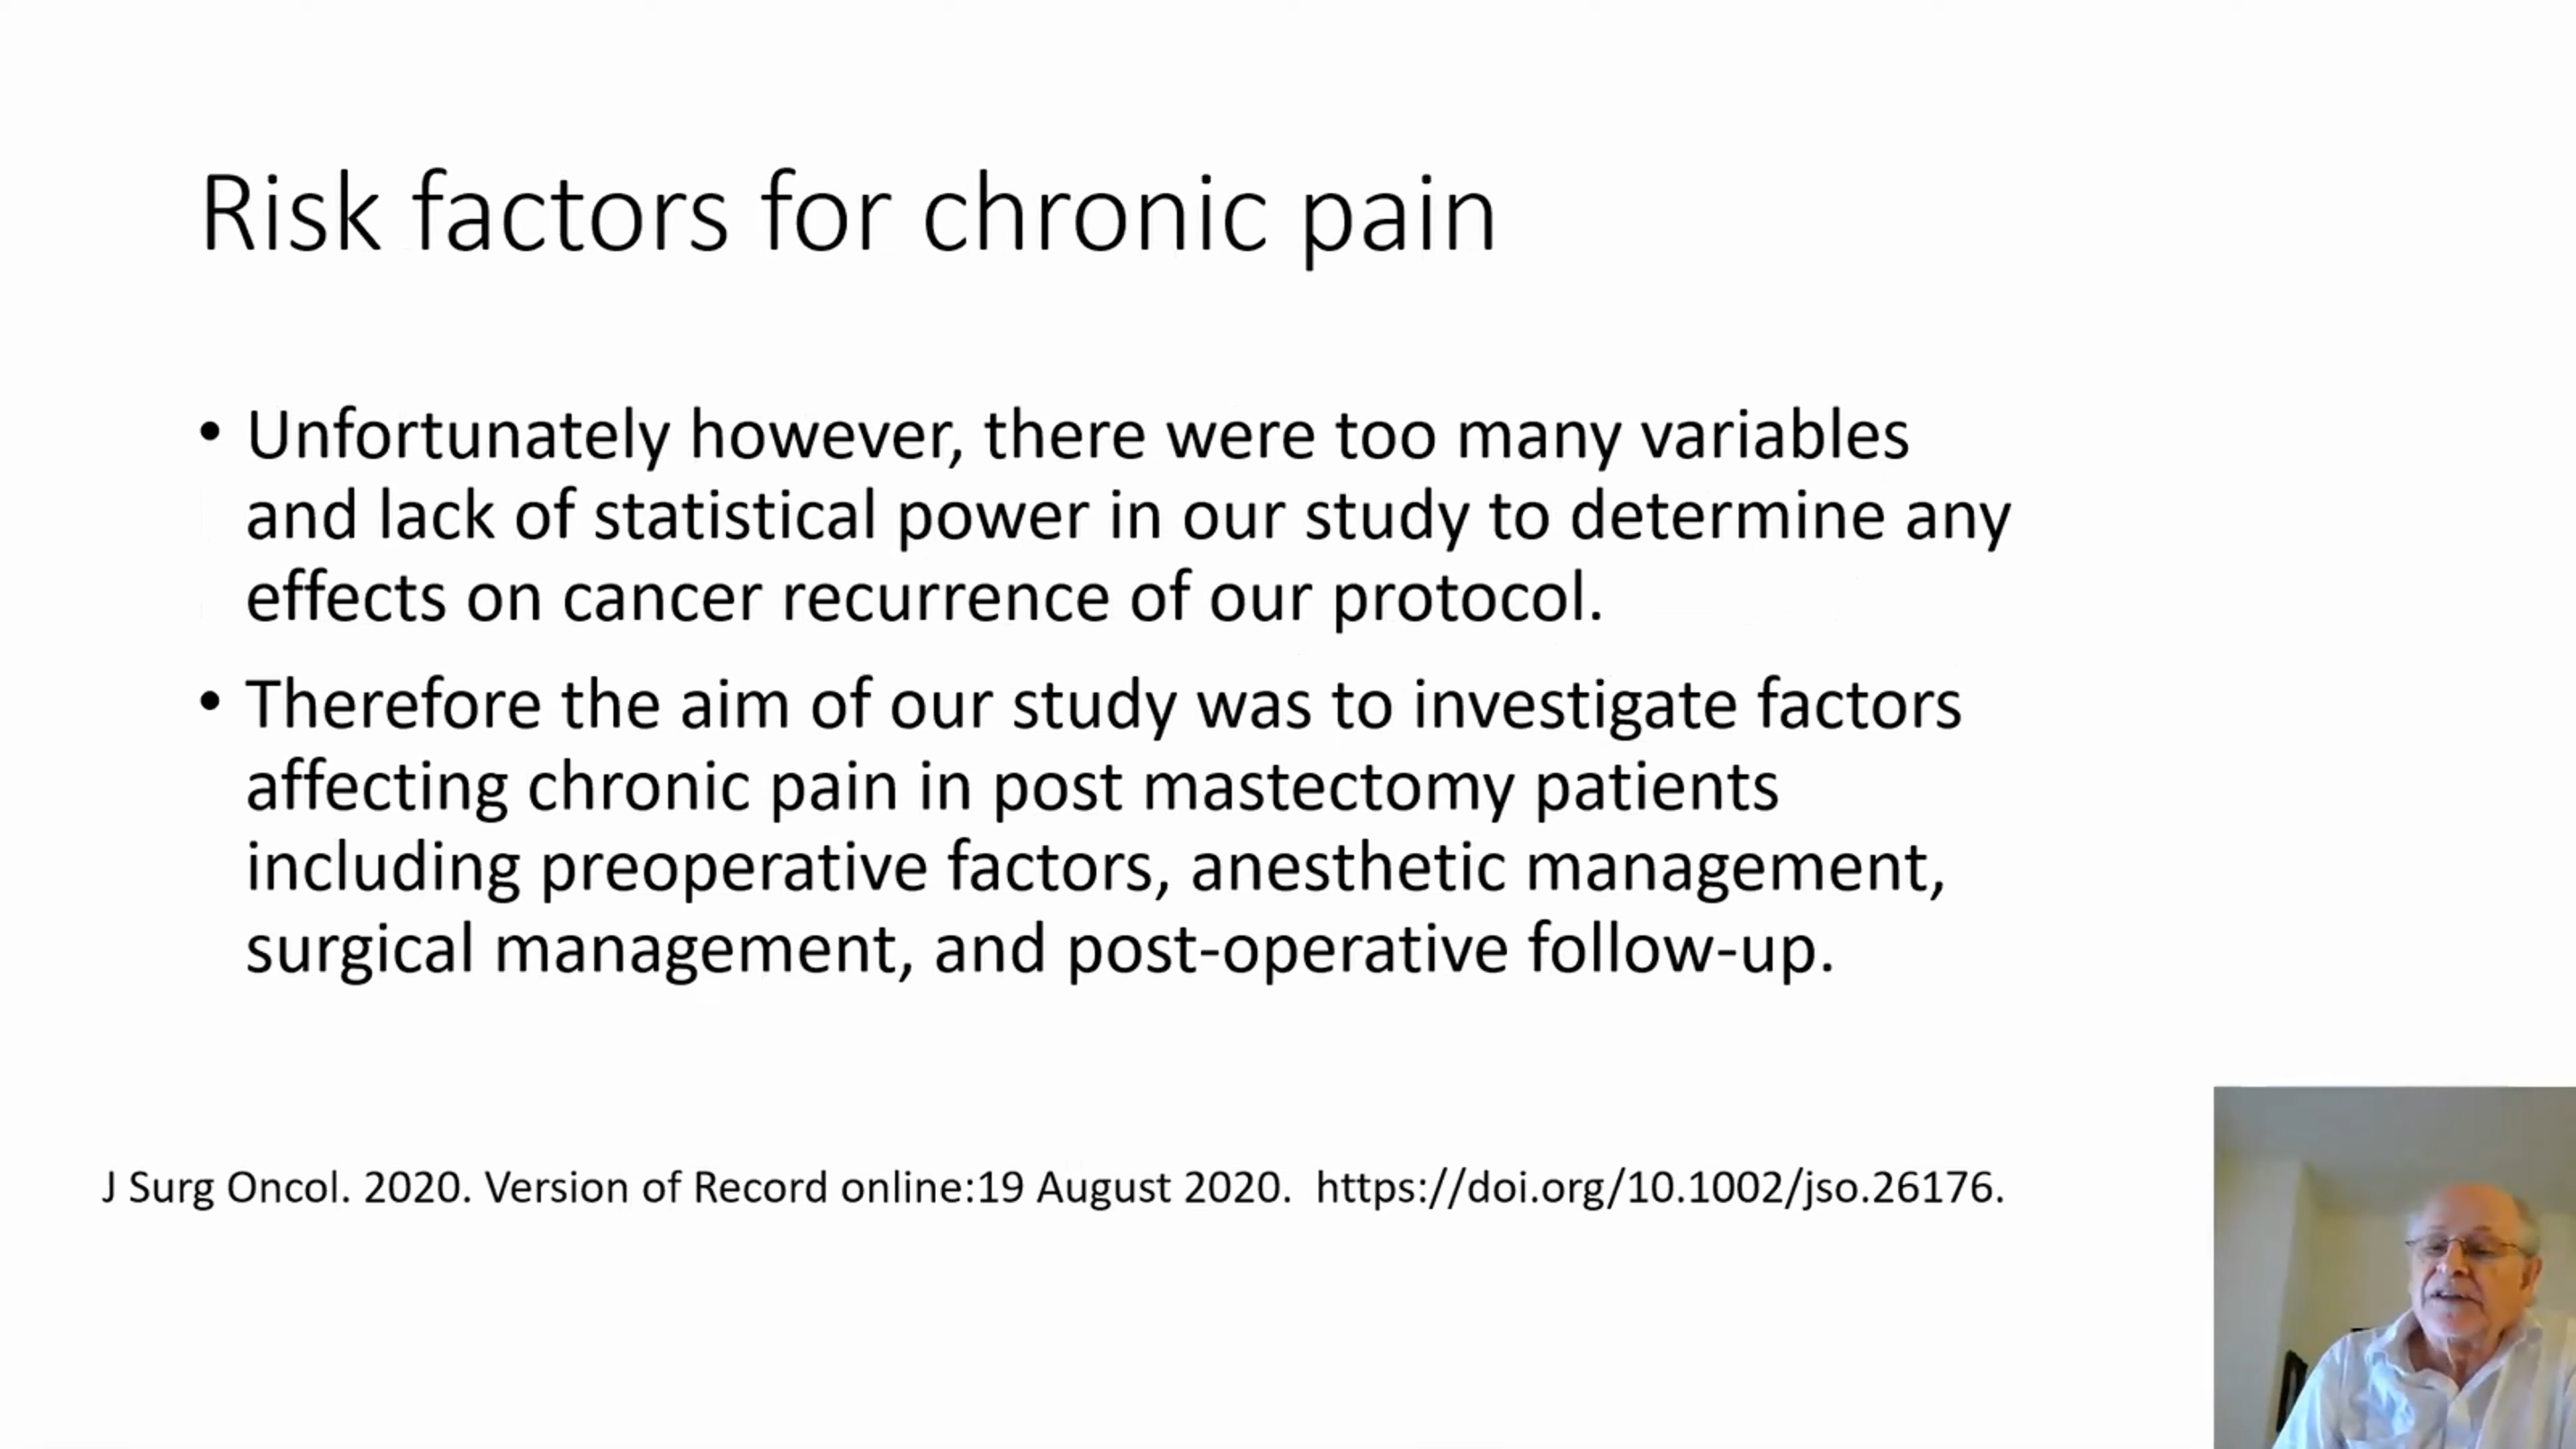 Risk factors for chronic pain
• Unfortunately however, there were too many variables
and lack of statistical power in our study to determine any
effects on cancer recurrence of our protocol.
• Therefore the aim of our study was to investigate factors
affecting chronic pain in post mastectomy patients
including preoperative factors, anesthetic management,
surgical management, and post-operative follow-up.
J Surg Oncol. 2020. Version of Record online:19 August 2020.  https://doi.org/10.1002/jso.26176.